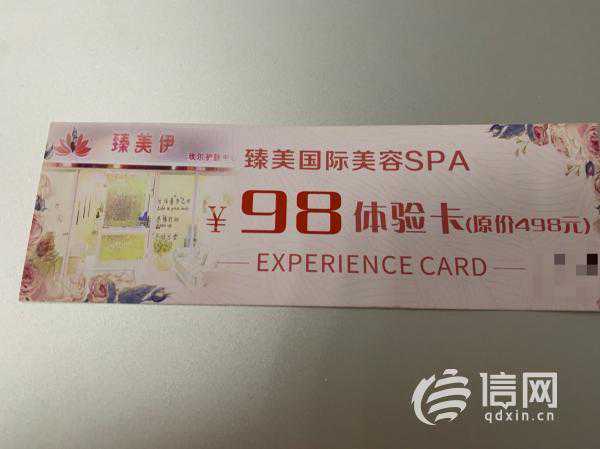 臻美伊
臻美国际美容SPA
¥98体验卡(原价498元)
EXPERIENCE CARD
信网
qdxin.cn